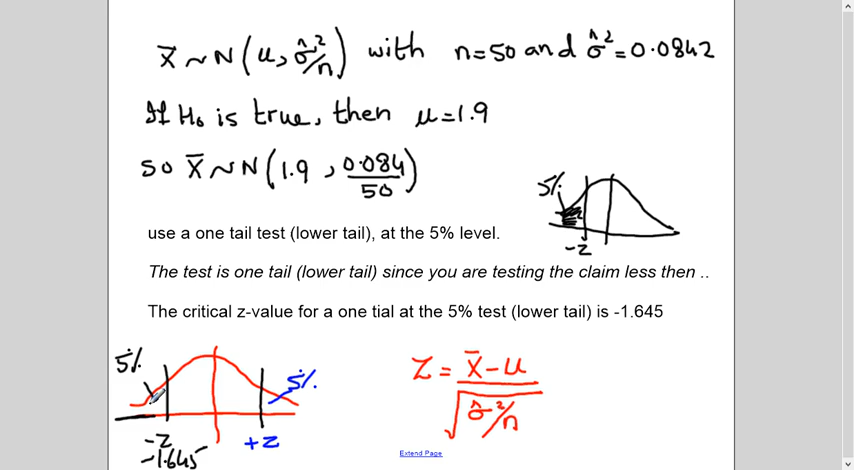 X̄ ~ N(μ, σ̂²/n) with n=50 and σ̂²=0.0842
If H₀ is true, then μ=1.9
so X̄ ~ N(1.9, 0.084/50)
5%
-z
use a one tail test (lower tail), at the 5% level.
The test is one tail (lower tail) since you are testing the claim less then ..
The critical z-value for a one tial at the 5% test (lower tail) is -1.645
5%
5%
-z
-1.645
+z
Z = X̄-μ / √σ̂²/n
Extend Page